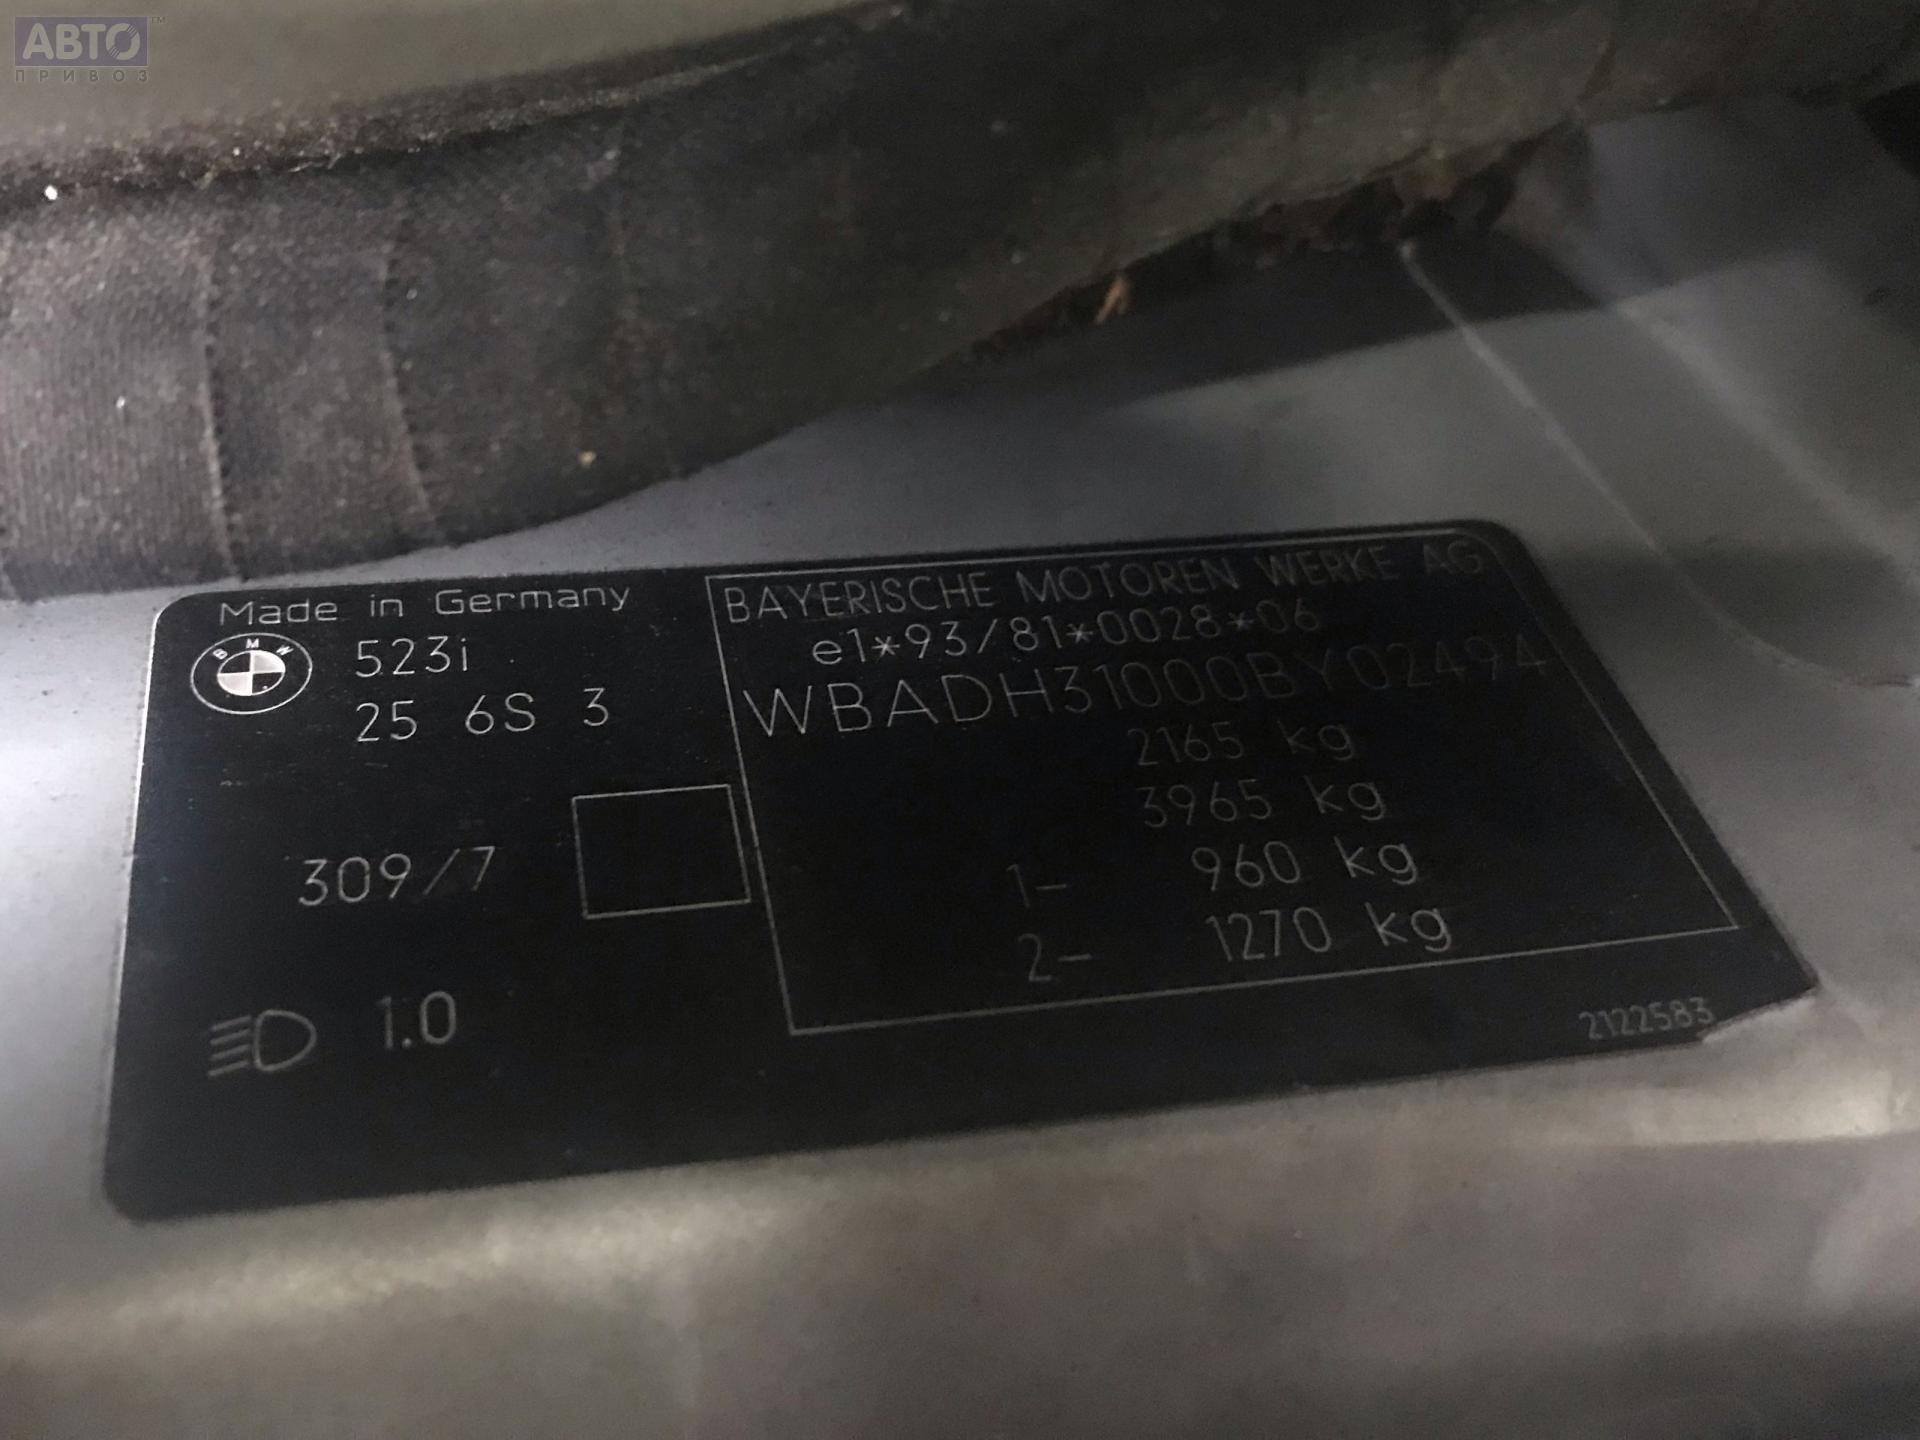 АВТО™
ПРИВОЗ
Made in Germany
BMW
523i
25 6S 3
309/7
1.0
BAYERISCHE MOTOREN WERKE AG
e1*93/81*0028*06
WBADH31000BY02494
2165 kg
3965 kg
1- 960 kg
2- 1270 kg
2122583